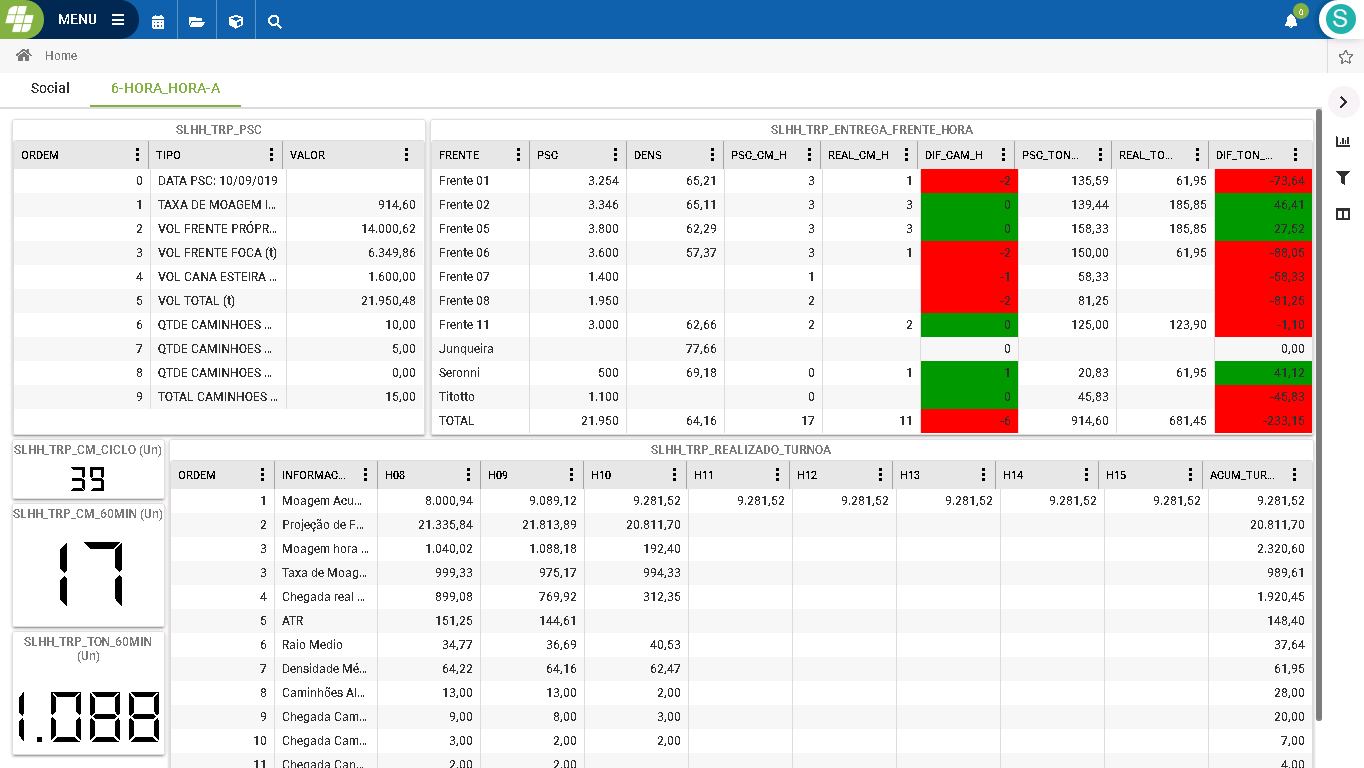 MENU
0
S
Home
Social 6-HORA_HORA-A
SLHH_TRP_PSC
ORDEM TIPO VALOR
0 DATA PSC: 10/09/019
1 TAXA DE MOAGEM I... 914,60
2 VOL FRENTE PRÓPR... 14.000,62
3 VOL FRENTE FOCA (t) 6.349,86
4 VOL CANA ESTEIRA ... 1.600,00
5 VOL TOTAL (t) 21.950,48
6 QTDE CAMINHOES ... 10,00
7 QTDE CAMINHOES ... 5,00
8 QTDE CAMINHOES ... 0,00
9 TOTAL CAMINHOES ... 15,00
SLHH_TRP_ENTREGA_FRENTE_HORA
FRENTE PSC DENS PSC_CM_H REAL_CM_H DIF_CAM_H PSC_TON... REAL_TO... DIF_TON_...
Frente 01 3.254 65,21 3 1 -2 135,59 61,95 -73,64
Frente 02 3.346 65,11 3 3 0 139,44 185,85 46,41
Frente 05 3.800 62,29 3 3 0 158,33 185,85 27,52
Frente 06 3.600 57,37 3 1 -2 150,00 61,95 -88,05
Frente 07 1.400 1 -1 58,33 -58,33
Frente 08 1.950 2 -2 81,25 -81,25
Frente 11 3.000 62,66 2 2 0 125,00 123,90 -1,10
Junqueira 77,66 0 0,00
Seronni 500 69,18 0 1 1 20,83 61,95 41,12
Titotto 1.100 0 0 45,83 -45,83
TOTAL 21.950 64,16 17 11 -6 914,60 681,45 -233,15
SLHH_TRP_CM_CICLO (Un)
39
SLHH_TRP_CM_60MIN (Un)
17
SLHH_TRP_TON_60MIN
(Un)
1.088
SLHH_TRP_REALIZADO_TURNOA
ORDEM INFORMAC... H08 H09 H10 H11 H12 H13 H14 H15 ACUM_TUR...
1 Moagem Acu... 8.000,94 9.089,12 9.281,52 9.281,52 9.281,52 9.281,52 9.281,52 9.281,52 9.281,52
2 Projeção de F... 21.335,84 21.813,89 20.811,70 20.811,70
3 Moagem hora ... 1.040,02 1.088,18 192,40 2.320,60
3 Taxa de Moag... 999,33 975,17 994,33 989,61
4 Chegada real ... 899,08 769,92 312,35 1.920,45
5 ATR 151,25 144,61 148,40
6 Raio Medio 34,77 36,69 40,53 37,64
7 Densidade Mé... 64,22 64,16 62,47 61,95
8 Caminhões Al... 13,00 13,00 2,00 28,00
9 Chegada Cam... 9,00 8,00 3,00 20,00
10 Chegada Cam... 3,00 2,00 2,00 7,00
11 Chegada Can... 2,00 2,00 4,00